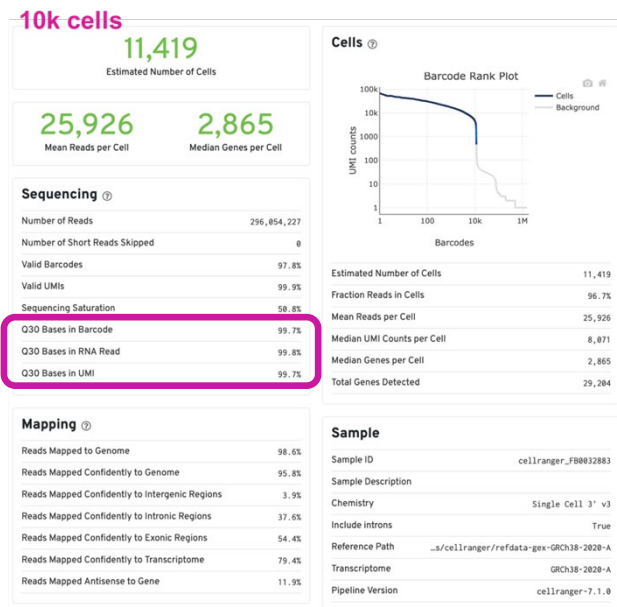 10k cells
11,419
Estimated Number of Cells
25,926
Mean Reads per Cell
2,865
Median Genes per Cell
Sequencing ?
Number of Reads 296,054,227
Number of Short Reads Skipped 0
Valid Barcodes 97.8%
Valid UMIs 99.9%
Sequencing Saturation 50.8%
Q30 Bases in Barcode 99.7%
Q30 Bases in RNA Read 99.8%
Q30 Bases in UMI 99.7%
Mapping ?
Reads Mapped to Genome 98.6%
Reads Mapped Confidently to Genome 95.8%
Reads Mapped Confidently to Intergenic Regions 3.9%
Reads Mapped Confidently to Intronic Regions 37.6%
Reads Mapped Confidently to Exonic Regions 54.4%
Reads Mapped Confidently to Transcriptome 79.4%
Reads Mapped Antisense to Gene 11.9%
Cells ?
Barcode Rank Plot
Cells
Background
UMI counts
100k
10k
1000
100
10
1
1 100 10k 1M
Barcodes
Estimated Number of Cells 11,419
Fraction Reads in Cells 96.7%
Mean Reads per Cell 25,926
Median UMI Counts per Cell 8,071
Median Genes per Cell 2,865
Total Genes Detected 29,204
Sample
Sample ID cellranger_FB0032883
Sample Description
Chemistry Single Cell 3' v3
Include introns True
Reference Path …s/cellranger/refdata-gex-GRCh38-2020-A
Transcriptome GRCh38-2020-A
Pipeline Version cellranger-7.1.0